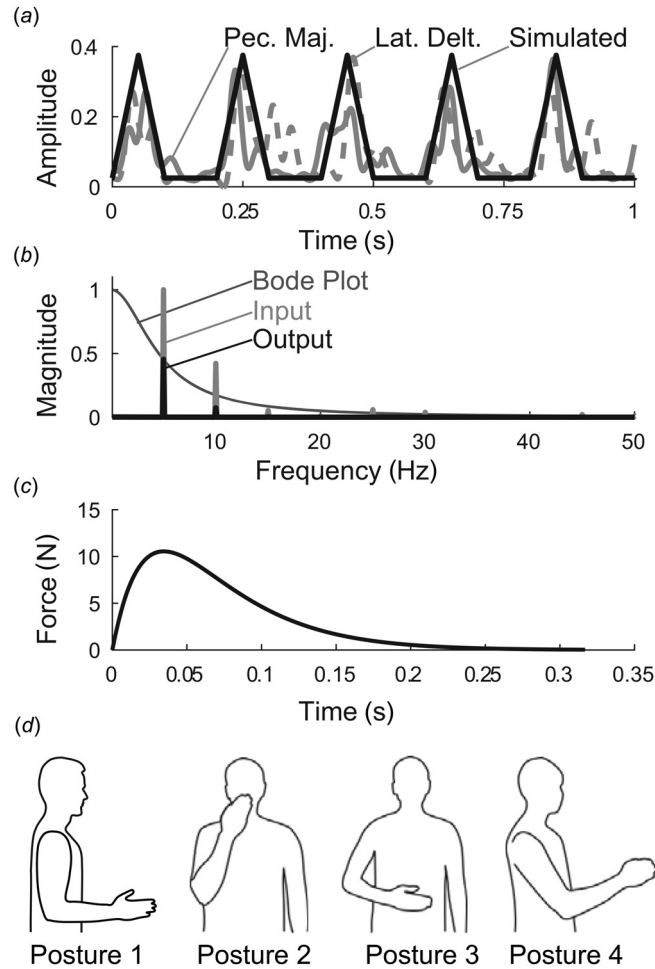 (a)
Pec. Maj. Lat. Delt. Simulated
0.4
0.2
0
Amplitude
0 0.25 0.5 0.75 1
Time (s)
(b)
1
0.5
0
Magnitude
Bode Plot
Input
Output
10 20 30 40 50
Frequency (Hz)
(c)
15
10
5
0
Force (N)
0 0.05 0.1 0.15 0.2 0.25 0.3 0.35
Time (s)
(d)
Posture 1 Posture 2 Posture 3 Posture 4